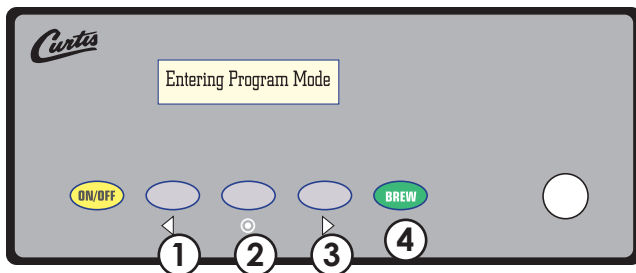 Curtis
Entering Program Mode
ON/OFF
BREW
1
2
3
4